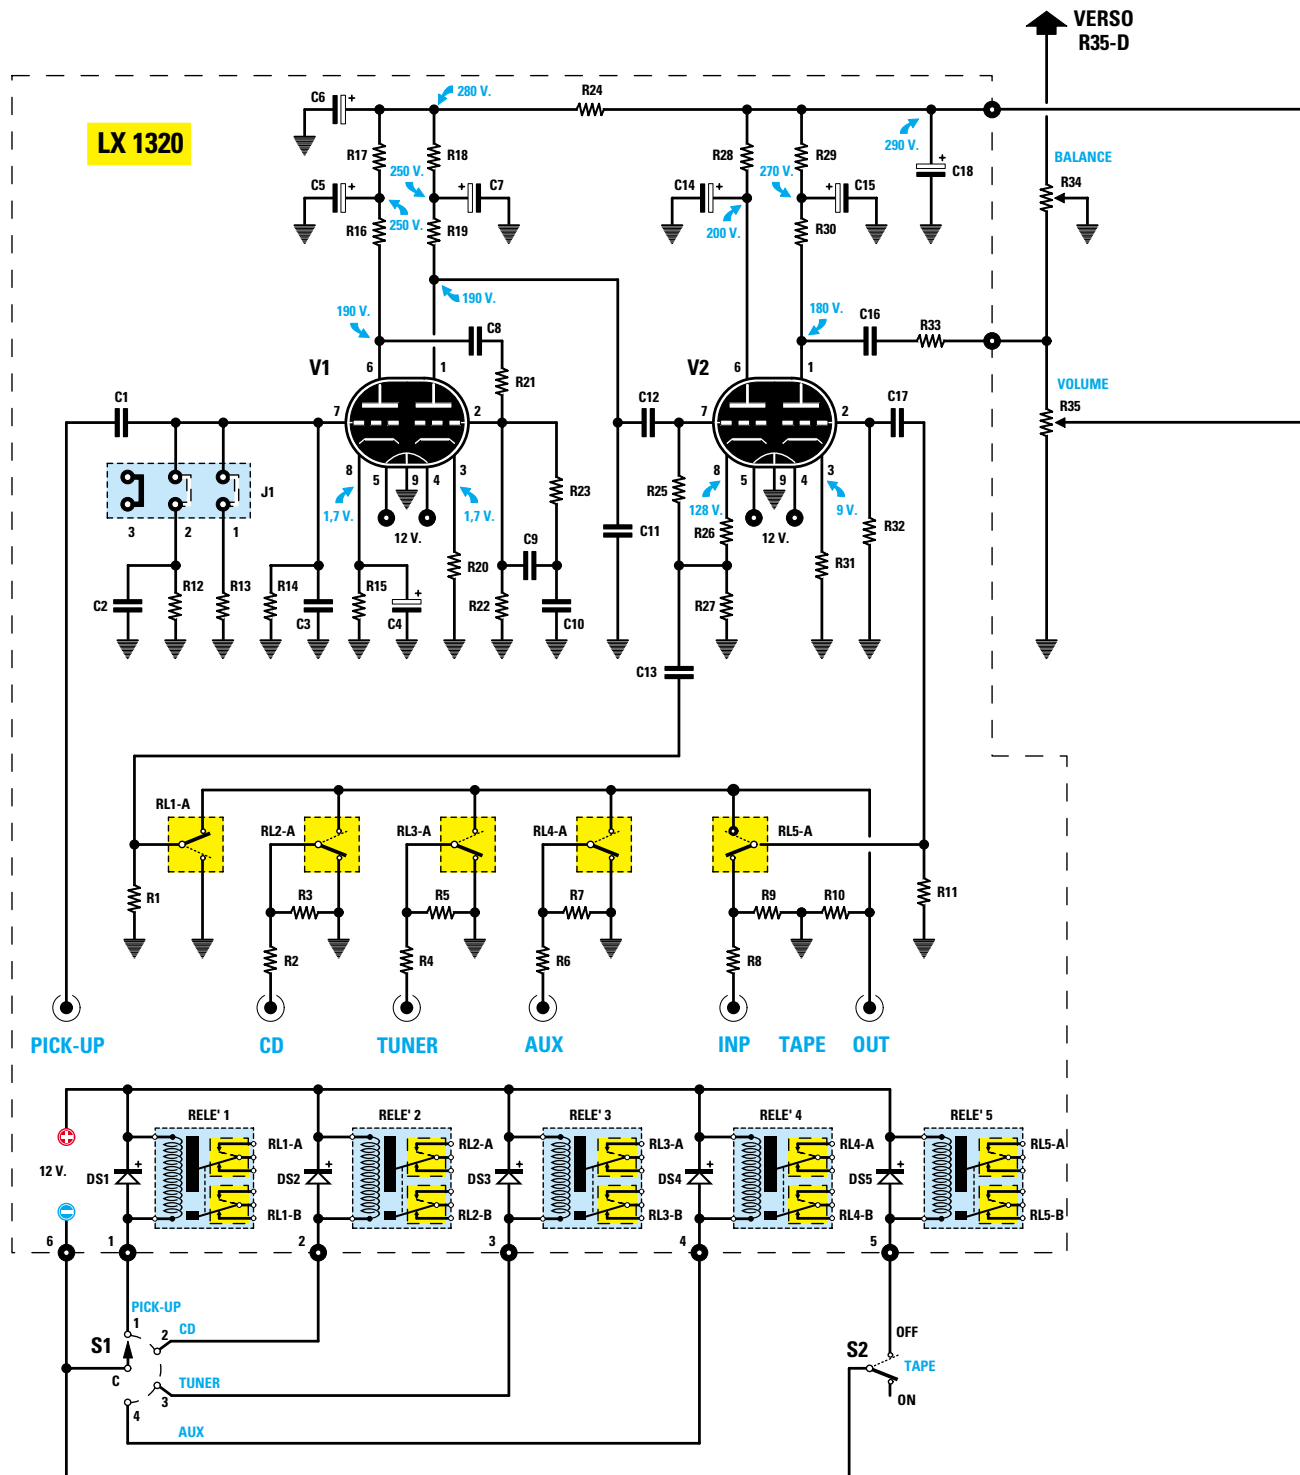 VERSO
R35-D
LX 1320
C6
+
280 V.
R24
R17
R18
R28
R29
290 V.
+
C18
BALANCE
R34
C5
+
250 V.
250 V.
+
C7
C14
+
200 V.
270 V.
+
C15
R16
R19
R30
190 V.
190 V.
180 V.
C8
C16
R33
V1
6
1
R21
V2
6
1
VOLUME
R35
C1
7
2
C12
7
2
C17
8
5
9
4
3
8
5
9
4
3
J1
3
2
1
1,7 V.
12 V.
1,7 V.
R23
R25
128 V.
R26
12 V.
9 V.
R32
C9
C11
C2
R12
R13
R14
C3
R15
+
C4
R20
R22
C10
R27
R31
C13
RL1-A
RL2-A
RL3-A
RL4-A
RL5-A
R1
R3
R5
R7
R9
R10
R11
R2
R4
R6
R8
PICK-UP
CD
TUNER
AUX
INP
TAPE
OUT
RELE' 1
RELE' 2
RELE' 3
RELE' 4
RELE' 5
12 V.
+
DS1
RL1-A
RL1-B
+
DS2
RL2-A
RL2-B
+
DS3
RL3-A
RL3-B
+
DS4
RL4-A
RL4-B
+
DS5
RL5-A
RL5-B
6
1
2
3
4
5
PICK-UP
1
2
CD
S1
C
TUNER
3
4
AUX
OFF
S2
TAPE
ON